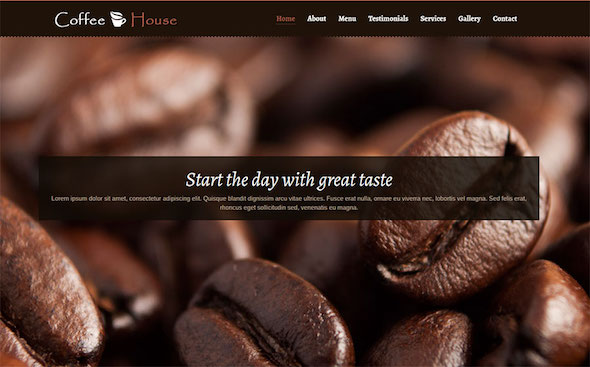 Coffee House
Home About Menu Testimonials Services Gallery Contact
Start the day with great taste
Lorem ipsum dolor sit amet, consectetur adipiscing elit. Quisque blandit dignissim arcu vitae ultrices. Fusce erat nulla, ornare eu viverra nec, lobortis vel magna. Sed felis erat,
rhoncus eget sollicitudin sed, venenatis eu magna.